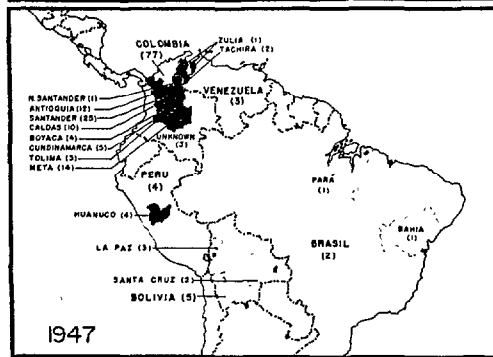 COLOMBIA
(77)
ZULIA (1)
TACHIRA (2)
VENEZUELA
(3)
N. SANTANDER (1)
ANTIOQUIA (12)
SANTANDER (25)
CALDAS (10)
BOYACA (4)
CUNDINAMARCA (5)
TOLIMA (3)
META (14)
UNKNOWN
(3)
PERU
(4)
HUANUCO (4)
PARÁ
(1)
BAHIA
(1)
BRASIL
(2)
LA PAZ (3)
SANTA CRUZ (2)
BOLIVIA (5)
1947